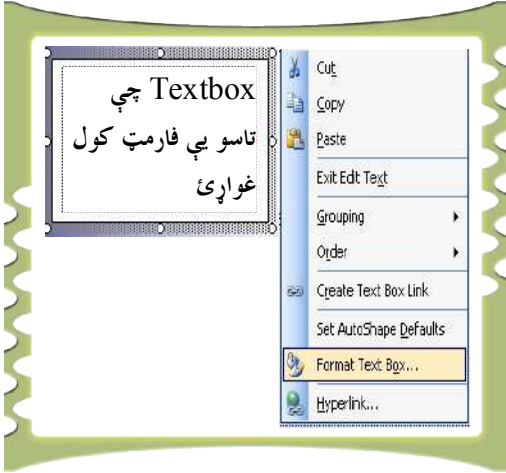 Textbox چې
تاسو يې فارمټ کول
غواړئ
Cut
Copy
Paste
Exit Edit Text
Grouping
Order
Create Text Box Link
Set AutoShape Defaults
Format Text Box...
Hyperlink...